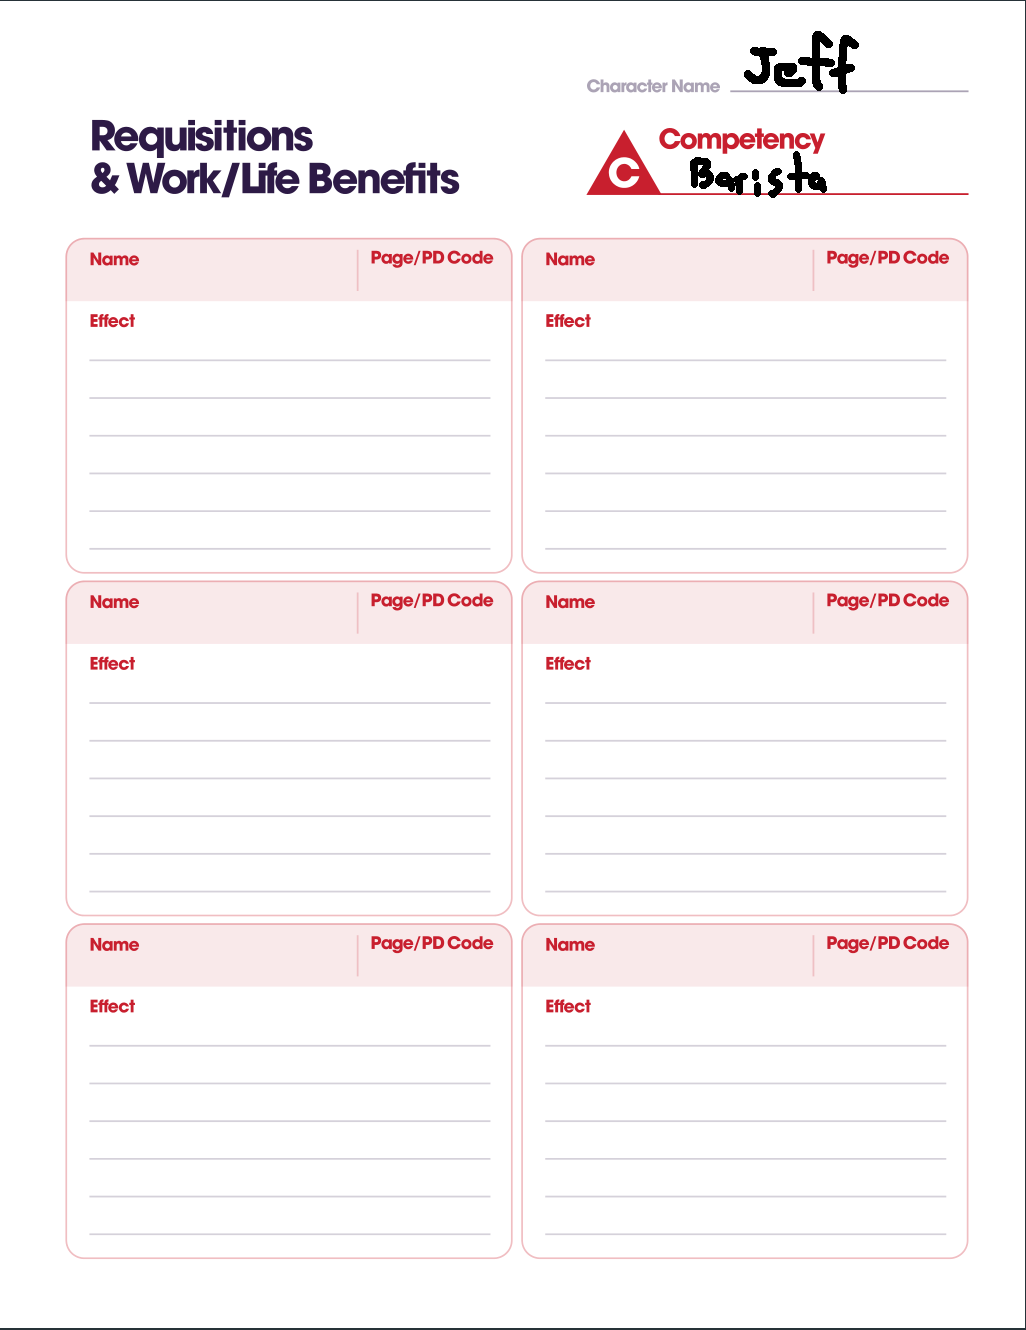 Character Name Jeff
Requisitions
& Work/Life Benefits
C Competency
Barista
Name Page/PD Code
Effect
Name Page/PD Code
Effect
Name Page/PD Code
Effect
Name Page/PD Code
Effect
Name Page/PD Code
Effect
Name Page/PD Code
Effect